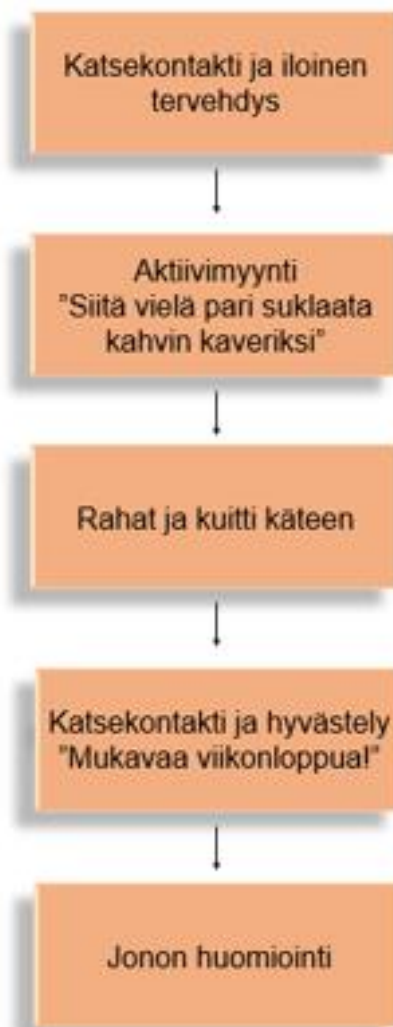 Katsekontakti ja iloinen
tervehdys
Aktiivimyynti
"Siitä vielä pari suklaata
kahvin kaveriksi"
Rahat ja kuitti käteen
Katsekontakti ja hyvästely
"Mukavaa viikonloppua!"
Jonon huomiointi